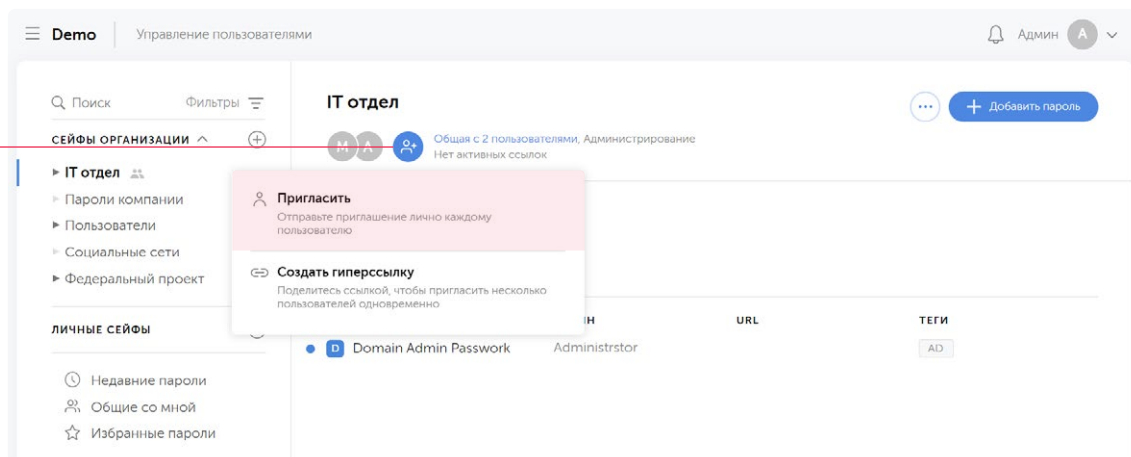 Demo
Управление пользователями
Админ
А
Поиск
Фильтры
СЕЙФЫ ОРГАНИЗАЦИИ
IT отдел
Пароли компании
Пользователи
Социальные сети
Федеральный проект
ЛИЧНЫЕ СЕЙФЫ
Недавние пароли
Общие со мной
Избранные пароли
IT отдел
Добавить пароль
М А
Общая с 2 пользователями, Администрирование
Нет активных ссылок
Пригласить
Отправьте приглашение лично каждому
пользователю
Создать гиперссылку
Поделитесь ссылкой, чтобы пригласить несколько
пользователей одновременно
URL
ТЕГИ
D Domain Admin Passwork
Administrstor
AD